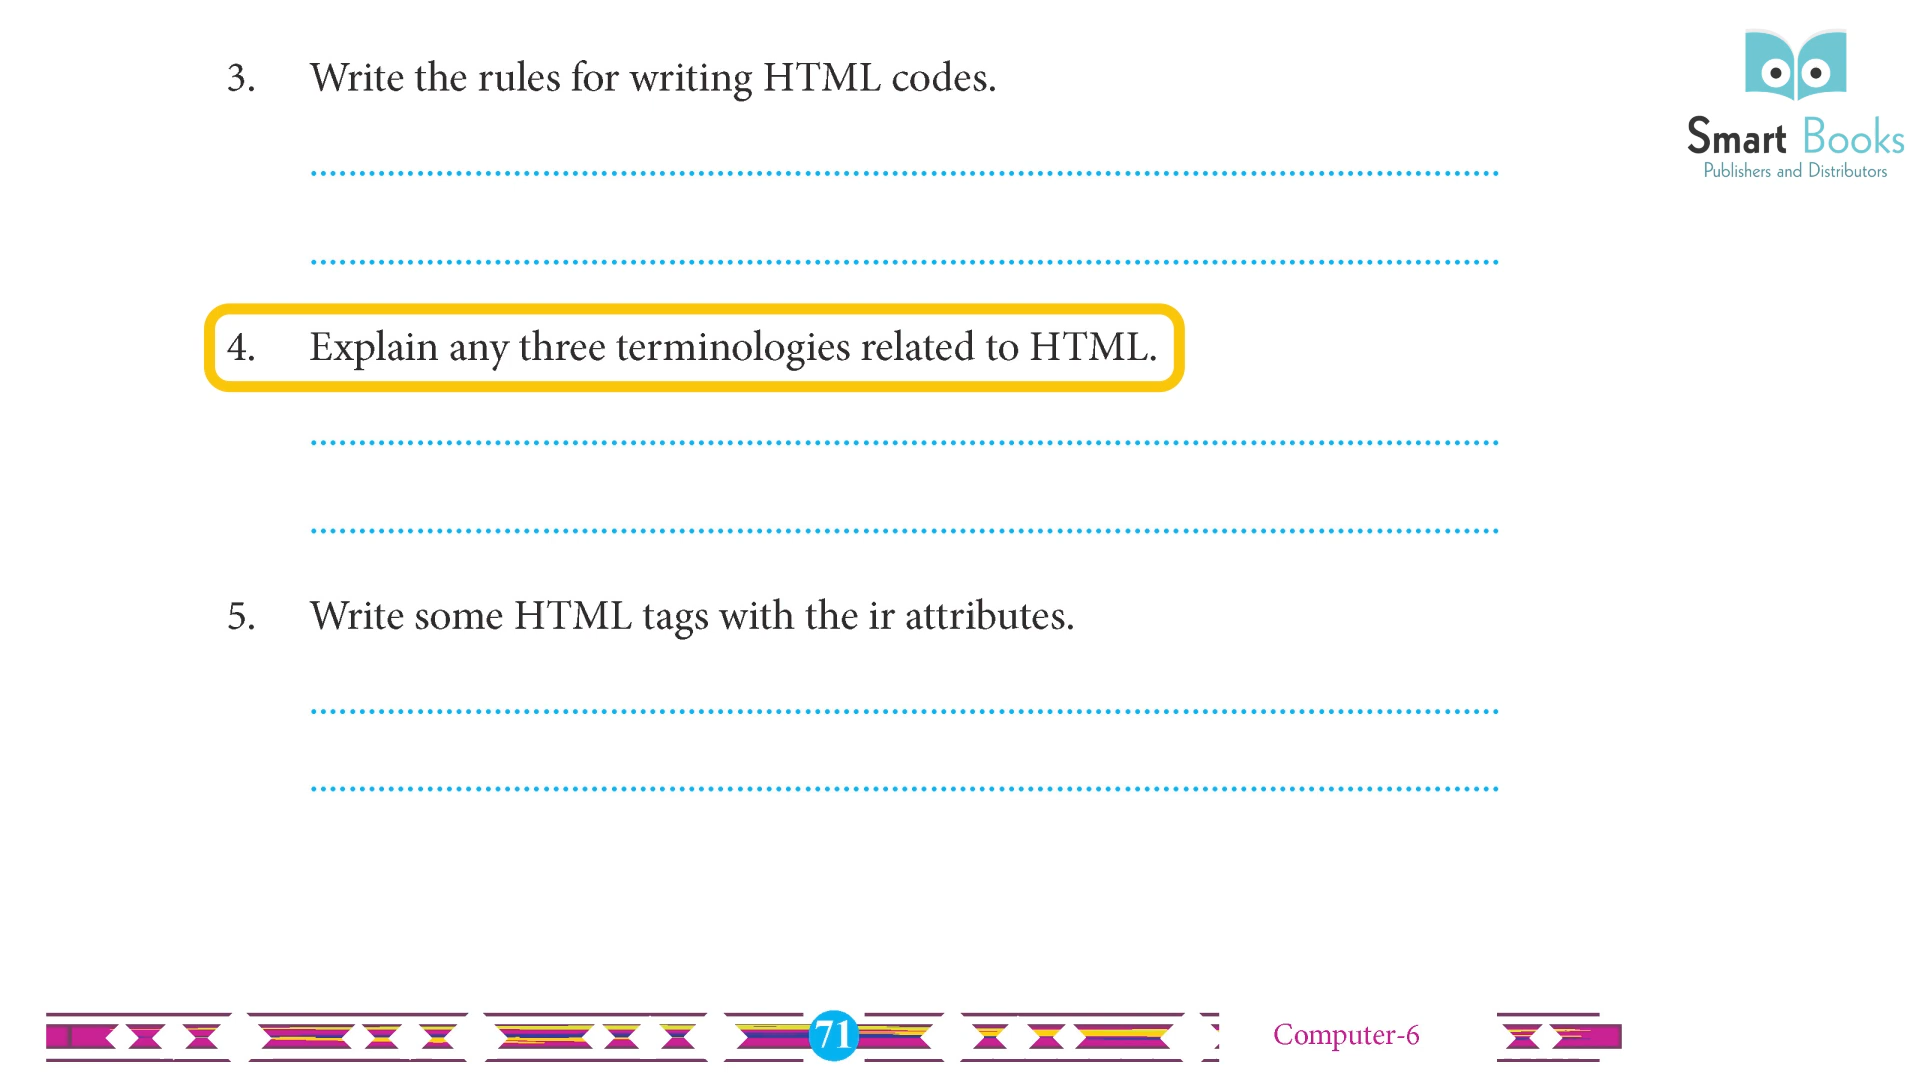 3. Write the rules for writing HTML codes.
Smart Books
Publishers and Distributors
4. Explain any three terminologies related to HTML.
5. Write some HTML tags with the ir attributes.
71
Computer-6